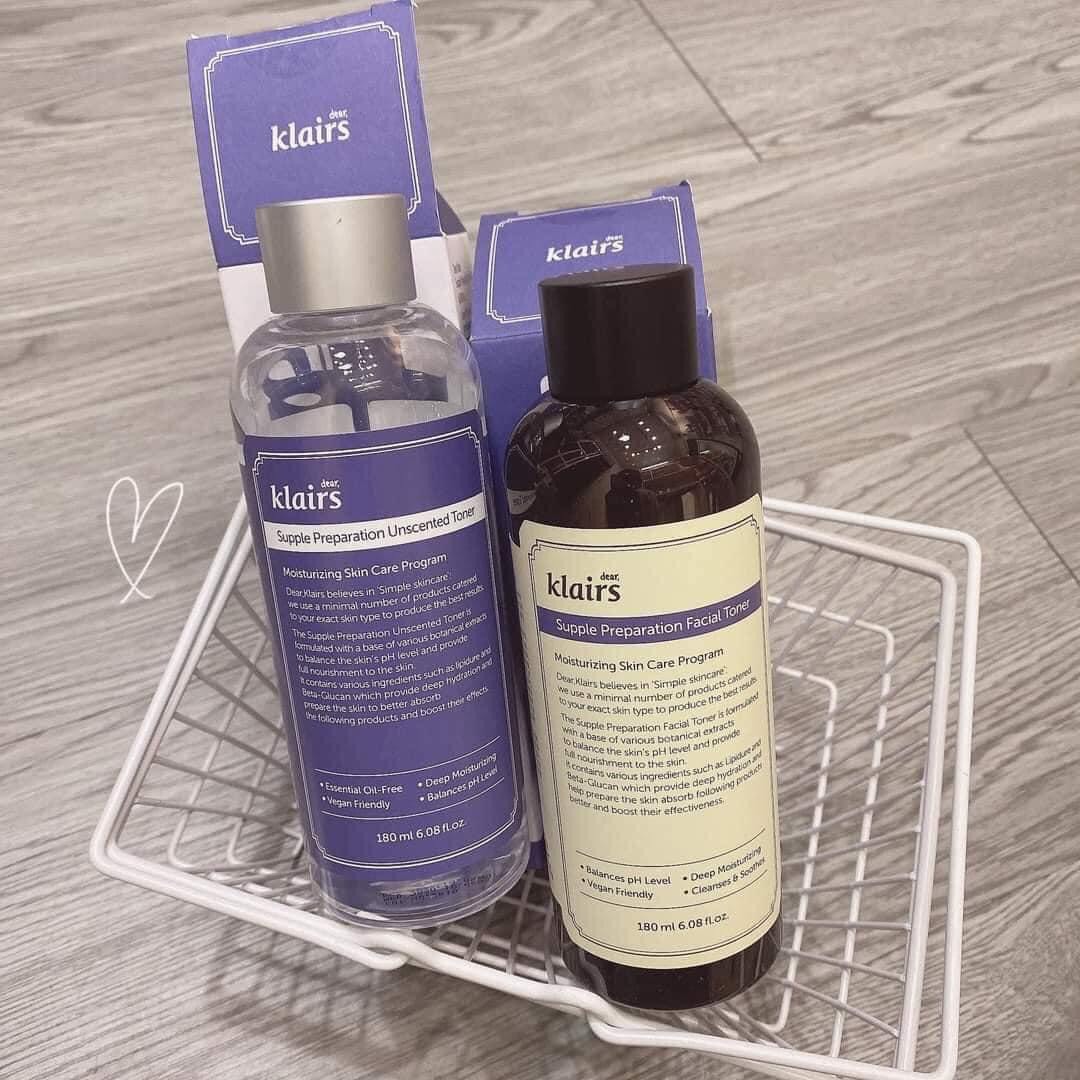 dear,
klairs
dear,
klairs
dear,
klairs
Supple Preparation Unscented Toner
Moisturizing Skin Care Program
Dear,Klairs believes in 'Simple skincare':
we use a minimal number of products catered
to your exact skin type to produce the best results.
The Supple Preparation Unscented Toner is
formulated with a base of various botanical extracts
to balance the skin's pH level and provide
full nourishment to the skin.
It contains various ingredients such as lipidure and
Beta-Glucan which provide deep hydration and
prepare the skin to better absorb
the following products and boost their effects.
• Essential Oil-Free • Deep Moisturizing
• Vegan Friendly • Balances pH Level
180 ml 6.08 fl.oz.
dear,
klairs
Supple Preparation Facial Toner
Moisturizing Skin Care Program
Dear,Klairs believes in 'Simple skincare':
we use a minimal number of products catered
to your exact skin type to produce the best results.
The Supple Preparation Facial Toner is formulated
with a base of various botanical extracts
to balance the skin's pH level and provide
full nourishment to the skin.
It contains various ingredients such as Lipidure and
Beta-Glucan which provide deep hydration and
help prepare the skin absorb following products
better and boost their effectiveness.
• Balances pH Level • Deep Moisturizing
• Vegan Friendly • Cleanses & Soothes
180 ml 6.08 fl.oz.